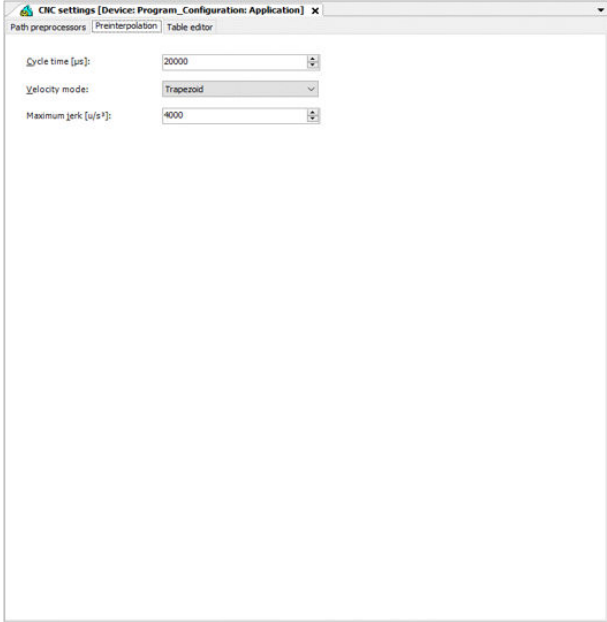 CNC settings [Device: Program_Configuration: Application] x
Path preprocessors Preinterpolation Table editor
Cycle time [µs]: 20000
Velocity mode: Trapezoid
Maximum jerk [u/s³]: 4000